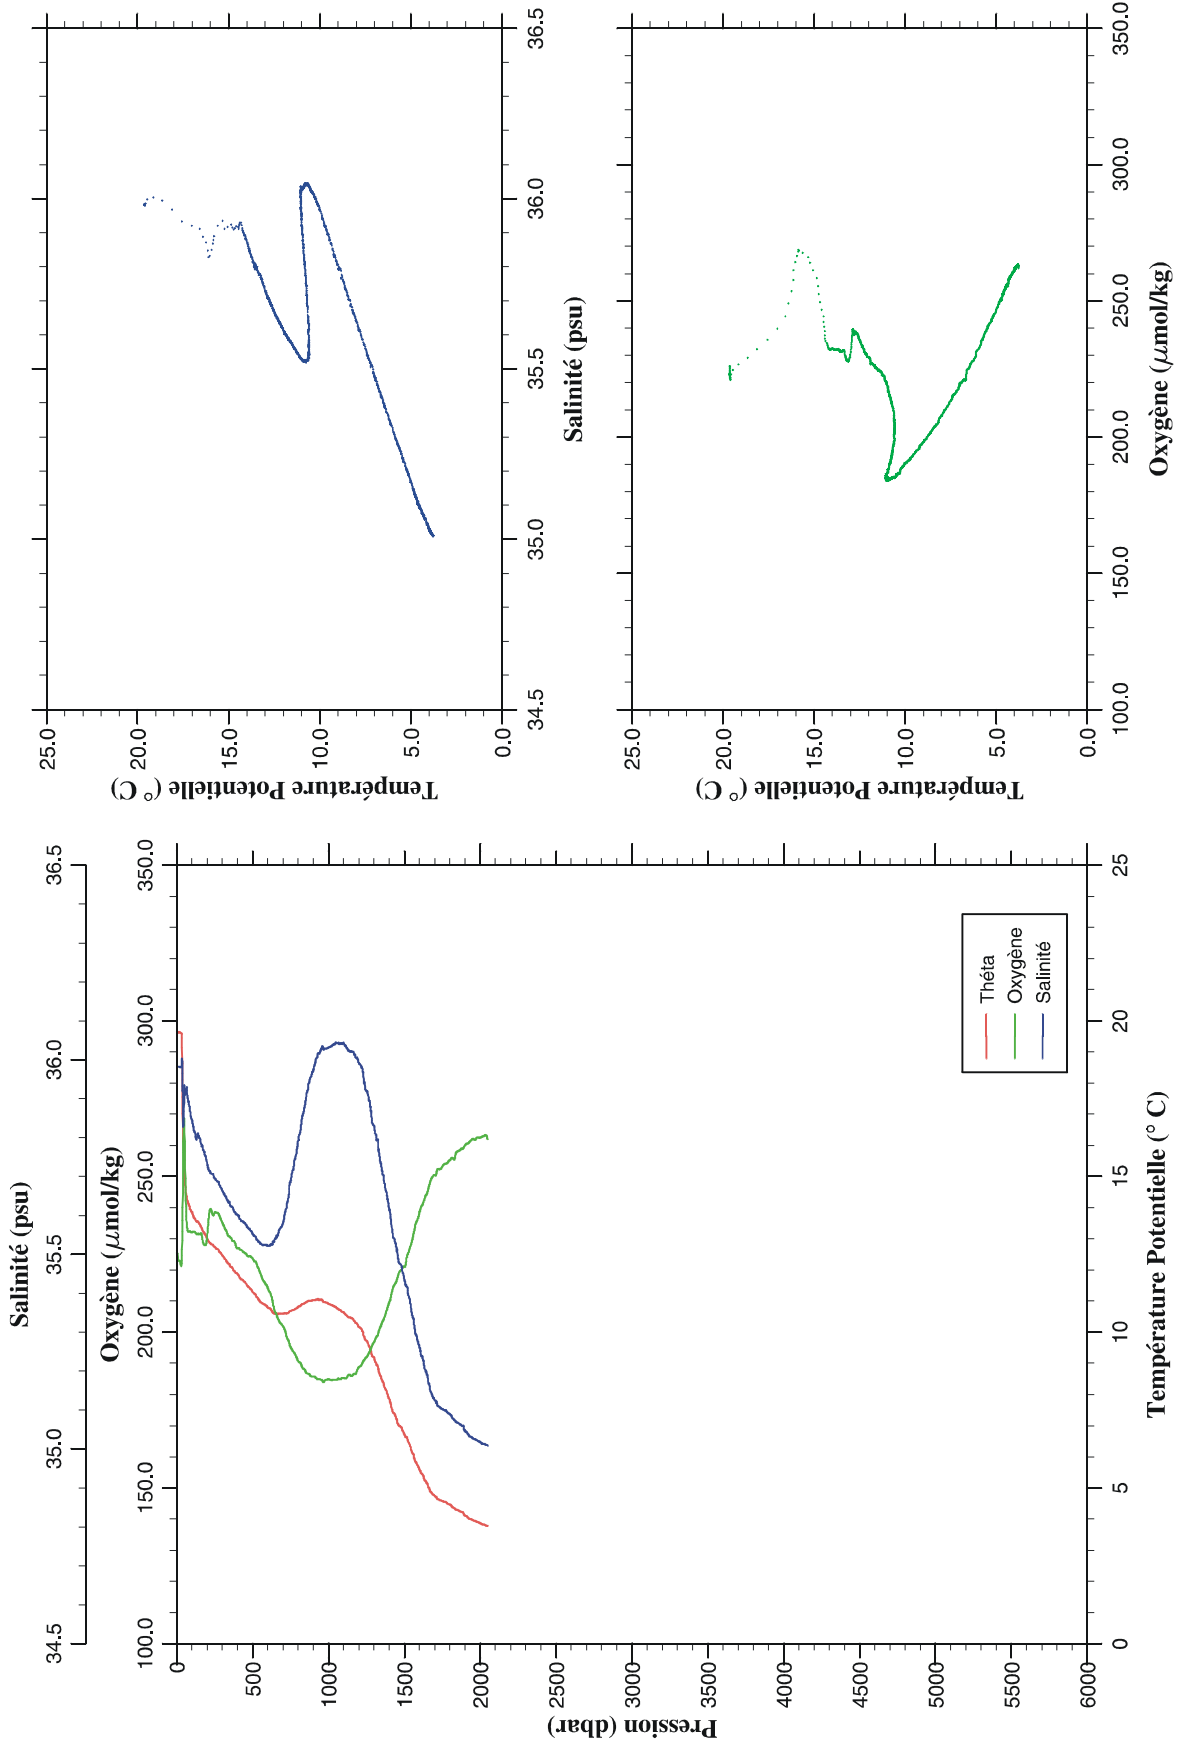 Salinité (psu)
34.5 35.0 35.5 36.0 36.5
Oxygène (μmol/kg)
100.0 150.0 200.0 250.0 300.0 350.0
Pression (dbar)
0
500
1000
1500
2000
2500
3000
3500
4000
4500
5000
5500
6000
Théta
Oxygène
Salinité
0 5 10 15 20 25
Température Potentielle (° C)
Température Potentielle (° C)
25.0
20.0
15.0
10.0
5.0
0.0
34.5 35.0 35.5 36.0 36.5
Salinité (psu)
Température Potentielle (° C)
25.0
20.0
15.0
10.0
5.0
0.0
100.0 150.0 200.0 250.0 300.0 350.0
Oxygène (μmol/kg)